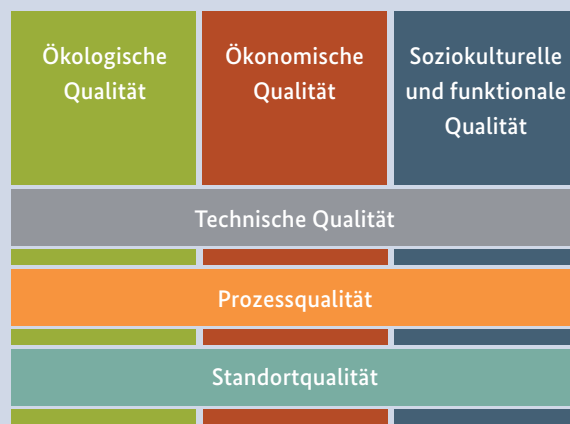 Ökologische
Qualität
Ökonomische
Qualität
Soziokulturelle
und funktionale
Qualität
Technische Qualität
Prozessqualität
Standortqualität